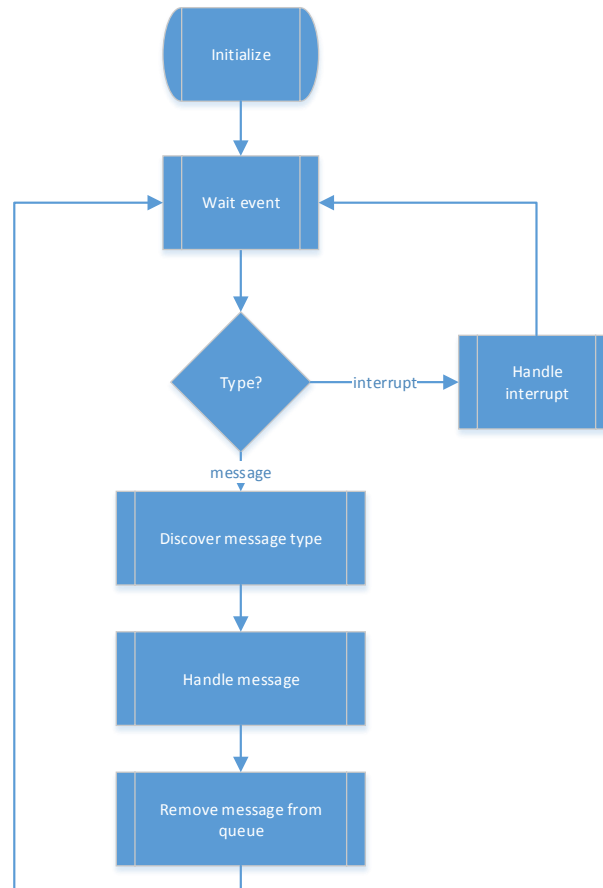 Initialize
Wait event
Type?
interrupt
Handle
interrupt
message
Discover message type
Handle message
Remove message from
queue